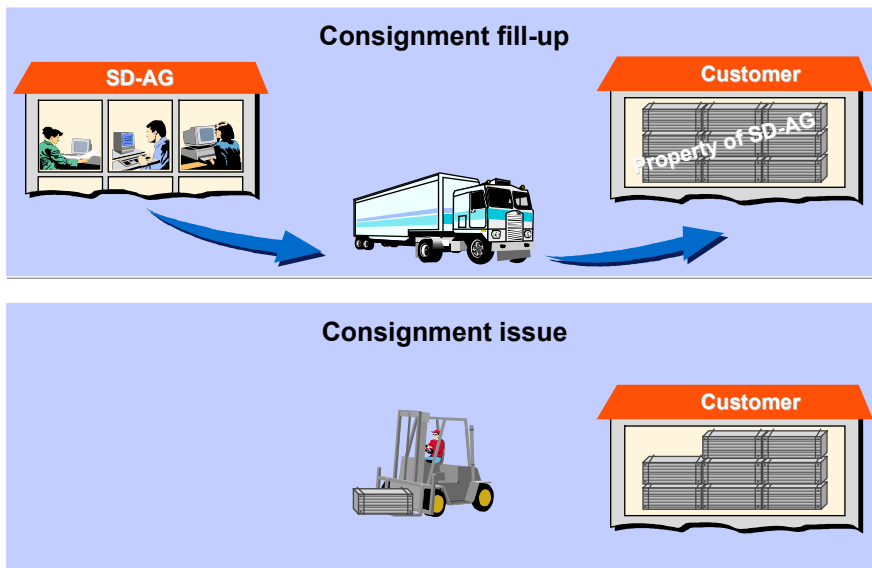 Consignment fill-up
SD-AG
Customer
Property of SD-AG
Consignment issue
Customer